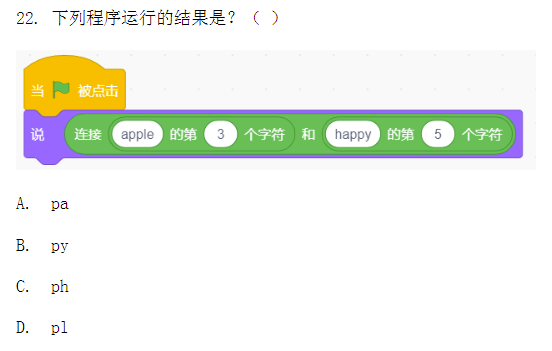 22. 下列程序运行的结果是？（ ）
当 被点击
说 连接 apple 的第 3 个字符 和 happy 的第 5 个字符
A. pa
B. py
C. ph
D. pl